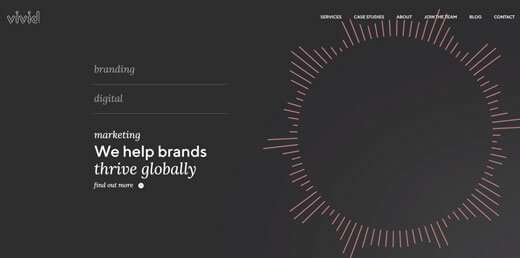 vivid
SERVICES CASE STUDIES ABOUT JOIN THE TEAM BLOG CONTACT
branding
digital
marketing
We help brands
thrive globally
find out more